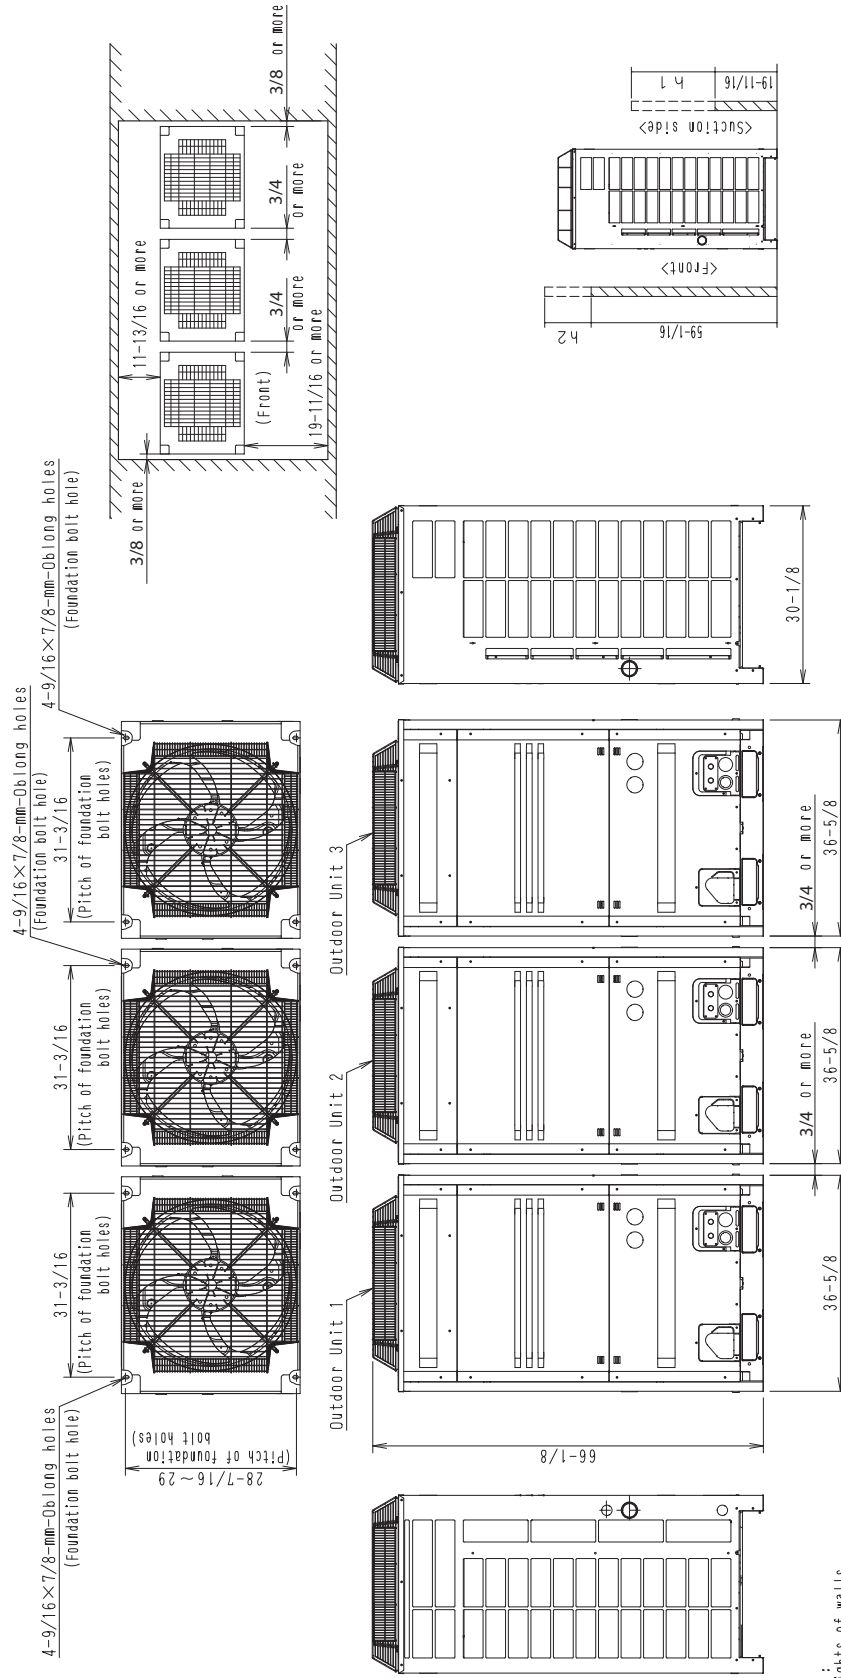 4-9/16×7/8-mm-Oblong holes
(Foundation bolt hole)
4-9/16×7/8-mm-Oblong holes
(Foundation bolt hole)
4-9/16×7/8-mm-Oblong holes
(Foundation bolt hole)
31-3/16
(Pitch of foundation
bolt holes)
31-3/16
(Pitch of foundation
bolt holes)
31-3/16
(Pitch of foundation
bolt holes)
28-7/16~29
(Pitch of foundation
bolt holes)
3/8 or more
11-13/16 or more
3/4
or more
3/4
or more
3/8 or more
(Front)
19-11/16 or more
Outdoor Unit 1
Outdoor Unit 2
Outdoor Unit 3
66-1/8
36-5/8
3/4 or more
36-5/8
3/4 or more
36-5/8
30-1/8
h2
59-1/16
<Front>
<Suction side>
h1
19-11/16
of walls